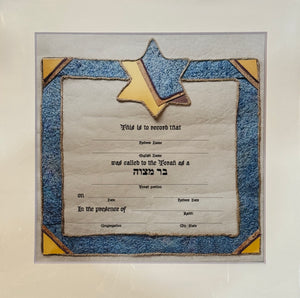 This is to record that
Hebrew Name
English Name
was called to the Torah as a
בר מצוה
Torah portion
on
Date Date
In the presence of
Rabbi
Congregation City State